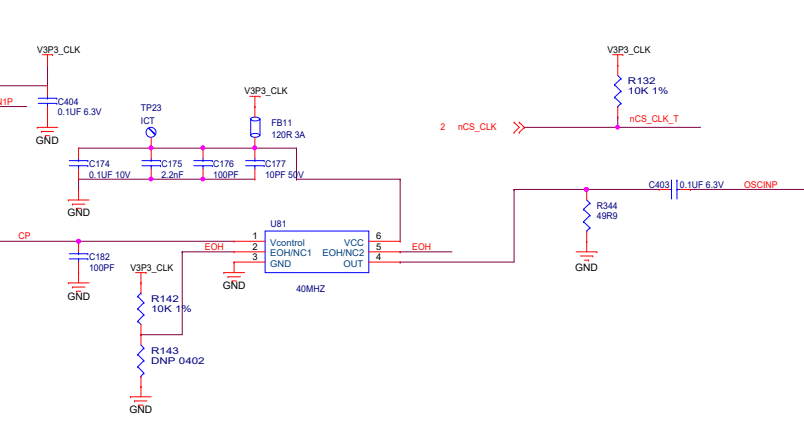 V3P3_CLK
V3P3_CLK
R132
10K 1%
V3P3_CLK
N1P
C404
0.1UF 6.3V
TP23
ICT
FB11
120R 3A
2 nCS_CLK
nCS_CLK_T
GND
C174
0.1UF 10V
C175
2.2nF
C176
100PF
C177
10PF 50V
C403
0.1UF 6.3V
OSCINP
GND
R344
49R9
U81
CP
EOH
1 Vcontrol VCC 6
2 EOH/NC1 EOH/NC2 5
3 GND OUT 4
EOH
C182
100PF
V3P3_CLK
GND
GND
40MHZ
GND
R142
10K 1%
R143
DNP 0402
GND